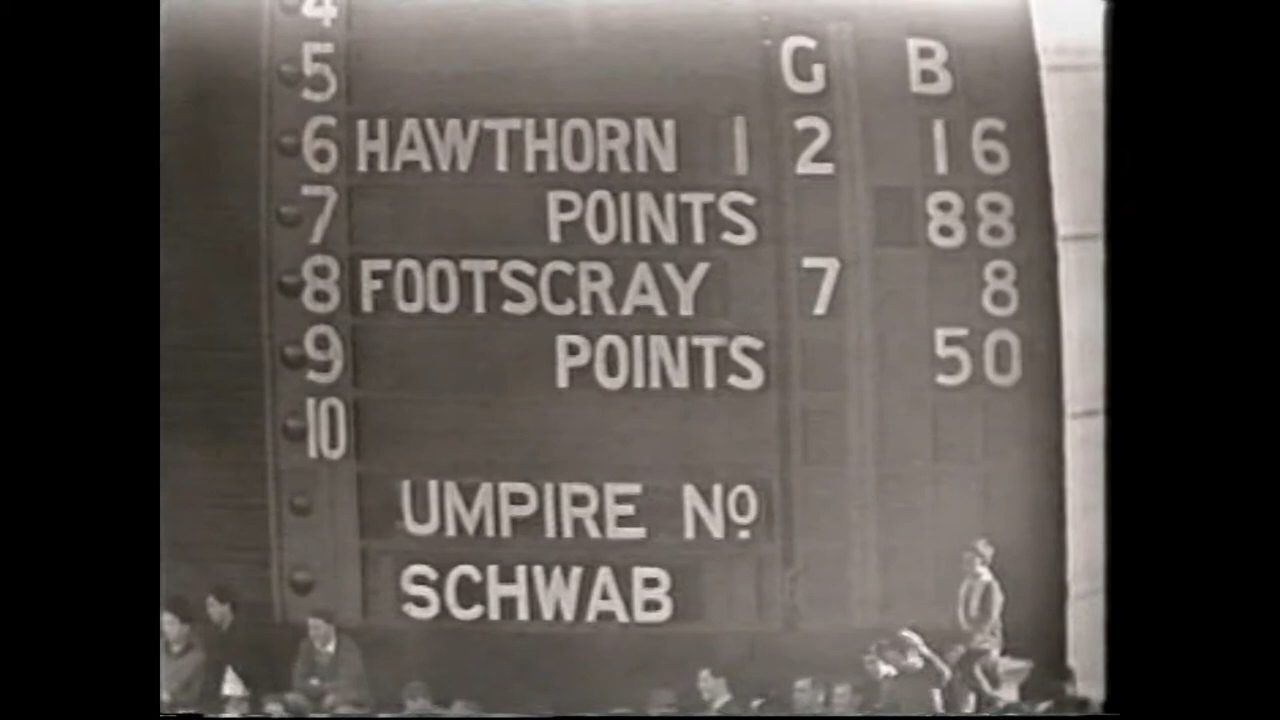 4
5 G B
6 HAWTHORN 12 16
7 POINTS 88
8 FOOTSCRAY 7 8
9 POINTS 50
10
UMPIRE Nº
SCHWAB